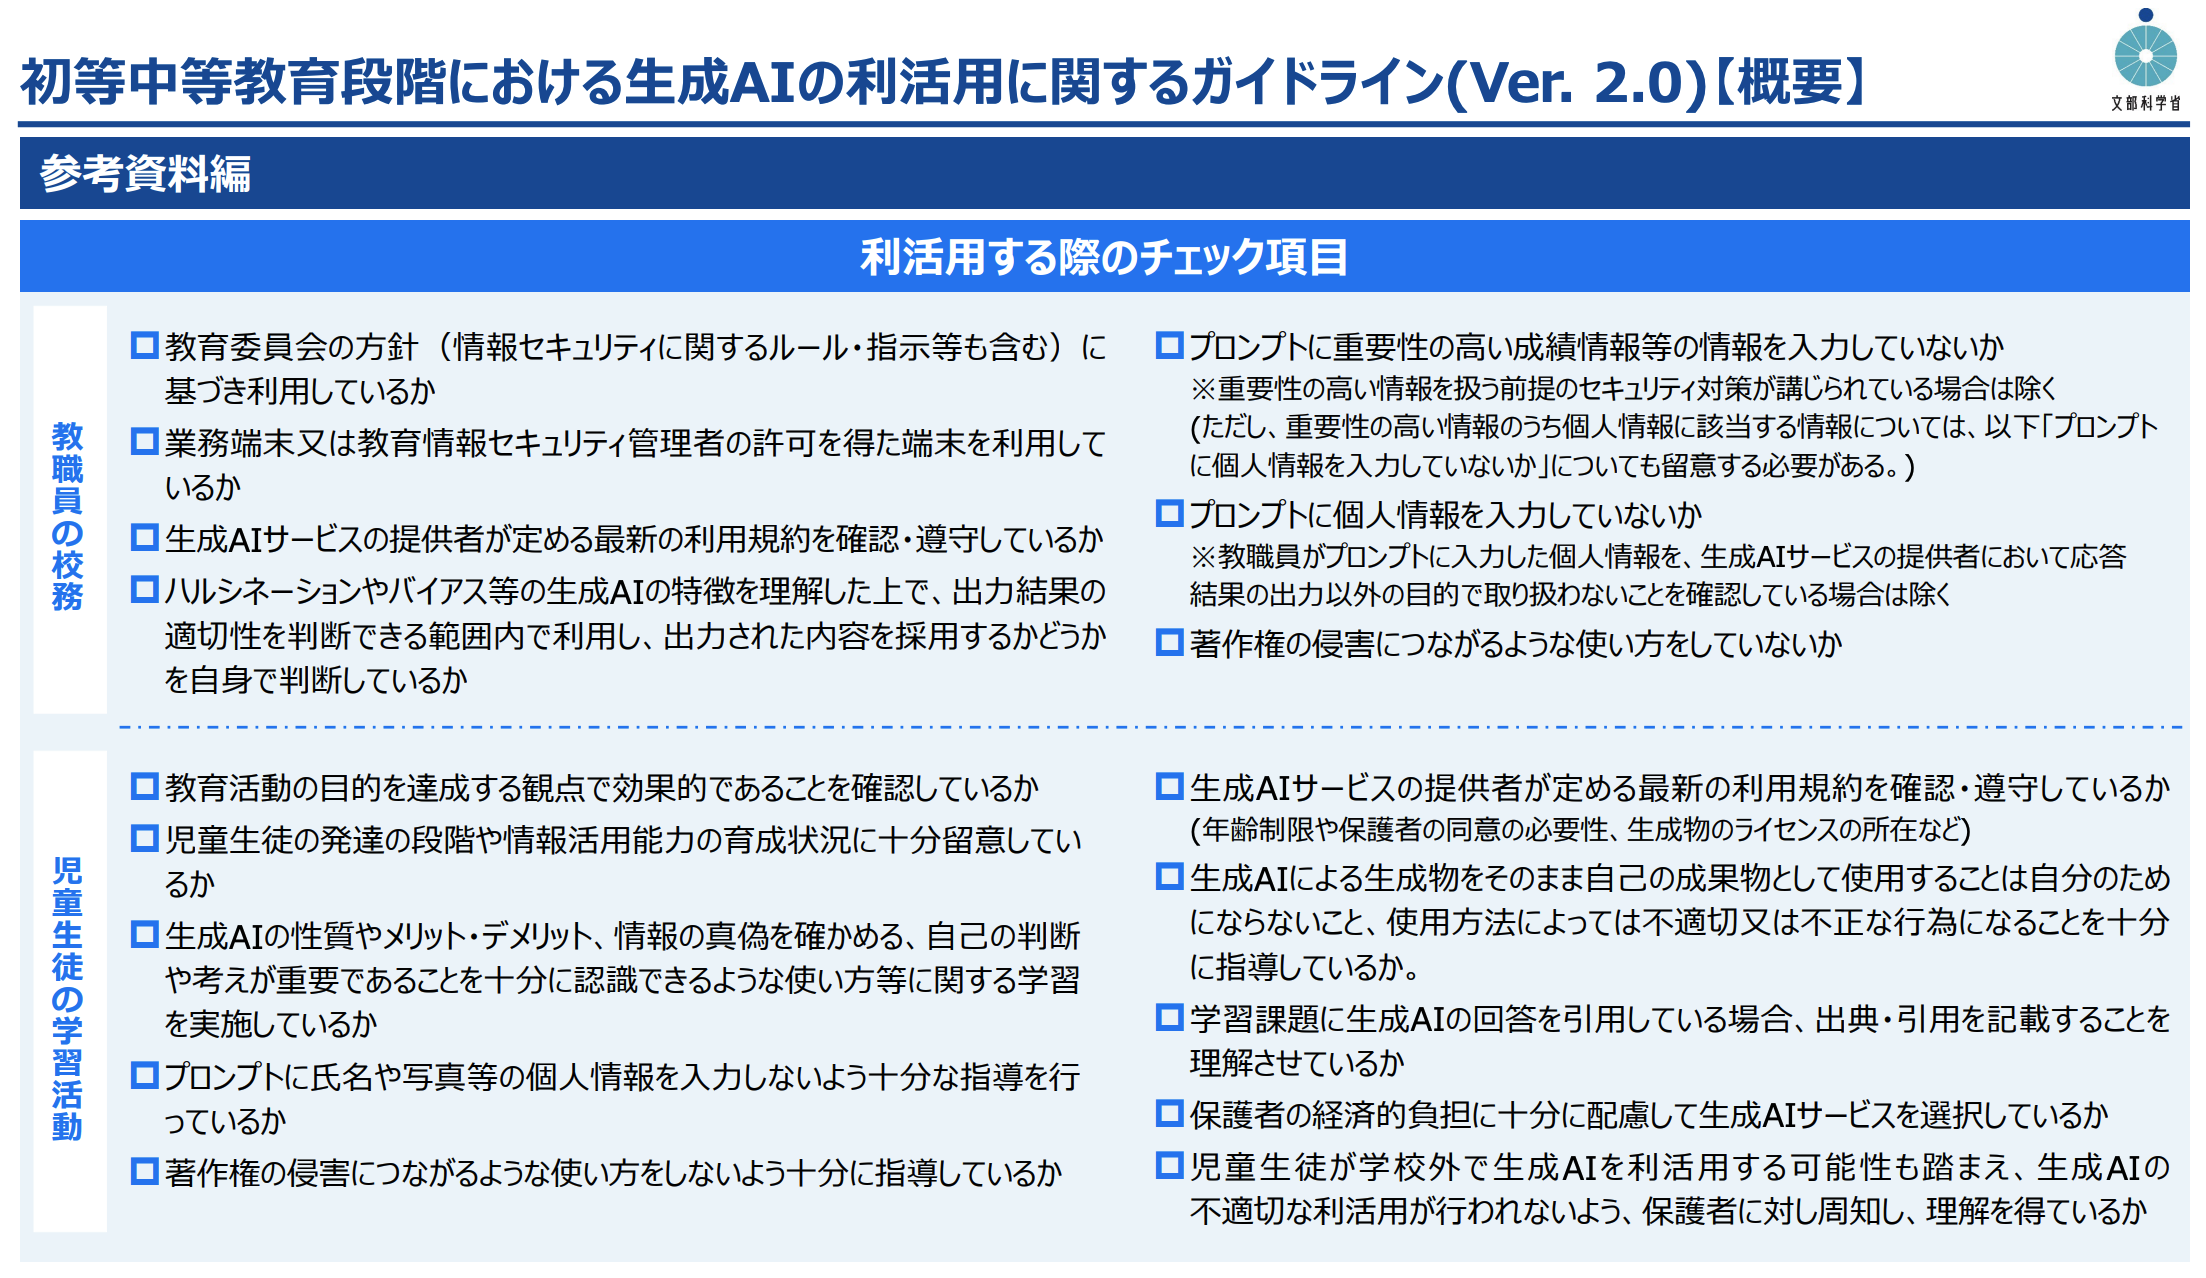 初等中等教育段階における生成AIの利活用に関するガイドライン(Ver. 2.0)【概要】
文部科学省
参考資料編
利活用する際のチェック項目
教職員の校務
教育委員会の方針（情報セキュリティに関するルール・指示等も含む）に
基づき利用しているか
業務端末又は教育情報セキュリティ管理者の許可を得た端末を利用して
いるか
生成AIサービスの提供者が定める最新の利用規約を確認・遵守しているか
ハルシネーションやバイアス等の生成AIの特徴を理解した上で、出力結果の
適切性を判断できる範囲内で利用し、出力された内容を採用するかどうか
を自身で判断しているか
プロンプトに重要性の高い成績情報等の情報を入力していないか
※重要性の高い情報を扱う前提のセキュリティ対策が講じられている場合は除く
(ただし、重要性の高い情報のうち個人情報に該当する情報については、以下「プロンプト
に個人情報を入力していないか」についても留意する必要がある。)
プロンプトに個人情報を入力していないか
※教職員がプロンプトに入力した個人情報を、生成AIサービスの提供者において応答
結果の出力以外の目的で取り扱わないことを確認している場合は除く
著作権の侵害につながるような使い方をしていないか
児童生徒の学習活動
教育活動の目的を達成する観点で効果的であることを確認しているか
児童生徒の発達の段階や情報活用能力の育成状況に十分留意してい
るか
生成AIの性質やメリット・デメリット、情報の真偽を確かめる、自己の判断
や考えが重要であることを十分に認識できるような使い方等に関する学習
を実施しているか
プロンプトに氏名や写真等の個人情報を入力しないよう十分な指導を行
っているか
著作権の侵害につながるような使い方をしないよう十分に指導しているか
生成AIサービスの提供者が定める最新の利用規約を確認・遵守しているか
(年齢制限や保護者の同意の必要性、生成物のライセンスの所在など)
生成AIによる生成物をそのまま自己の成果物として使用することは自分のため
にならないこと、使用方法によっては不適切又は不正な行為になることを十分
に指導しているか。
学習課題に生成AIの回答を引用している場合、出典・引用を記載することを
理解させているか
保護者の経済的負担に十分に配慮して生成AIサービスを選択しているか
児童生徒が学校外で生成AIを利活用する可能性も踏まえ、生成AIの
不適切な利活用が行われないよう、保護者に対し周知し、理解を得ているか